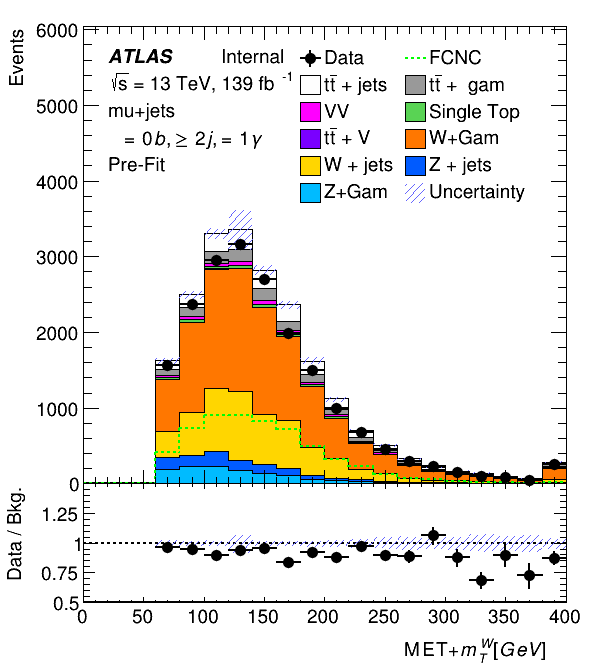 Events
6000
5000
4000
3000
2000
1000
0
ATLAS Internal
√s = 13 TeV, 139 fb⁻¹
mu+jets
= 0b, ≥ 2j, = 1γ
Pre-Fit
Data FCNC
tt̄ + jets tt̄ + gam
VV Single Top
tt̄ + V W+Gam
W + jets Z + jets
Z+Gam Uncertainty
Data / Bkg.
1.25
1
0.75
0.5
0 50 100 150 200 250 300 350 400
MET+m_T^W[GeV]